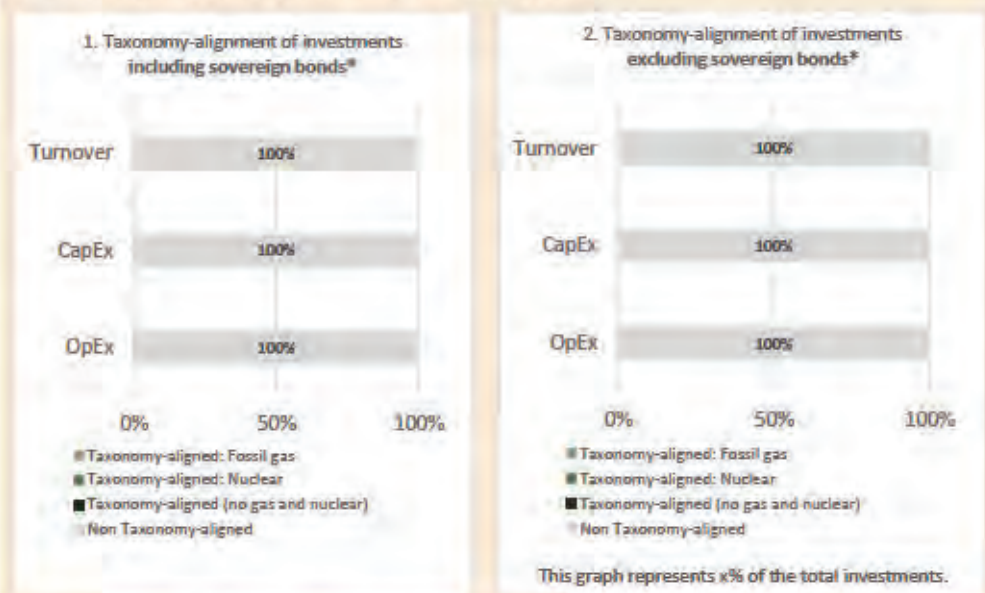 1. Taxonomy-alignment of investments
including sovereign bonds*
Turnover
100%
CapEx
100%
OpEx
100%
0% 50% 100%
Taxonomy-aligned: Fossil gas
Taxonomy-aligned: Nuclear
Taxonomy-aligned (no gas and nuclear)
Non Taxonomy-aligned
2. Taxonomy-alignment of investments
excluding sovereign bonds*
Turnover
100%
CapEx
100%
OpEx
100%
0% 50% 100%
Taxonomy-aligned: Fossil gas
Taxonomy-aligned: Nuclear
Taxonomy-aligned (no gas and nuclear)
Non Taxonomy-aligned
This graph represents x% of the total investments.